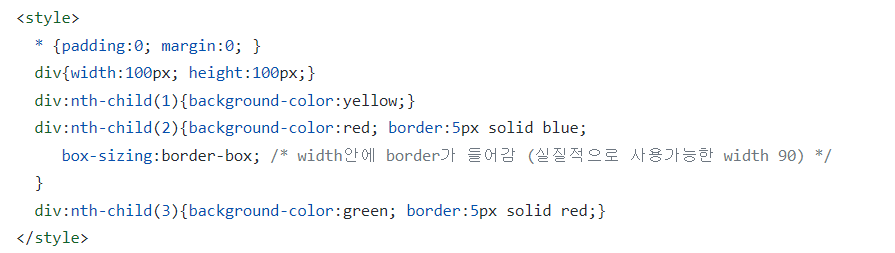 <style>
* {padding:0; margin:0; }
div{width:100px; height:100px;}
div:nth-child(1){background-color:yellow;}
div:nth-child(2){background-color:red; border:5px solid blue;
box-sizing:border-box; /* width안에 border가 들어감 (실질적으로 사용가능한 width 90) */
}
div:nth-child(3){background-color:green; border:5px solid red;}
</style>